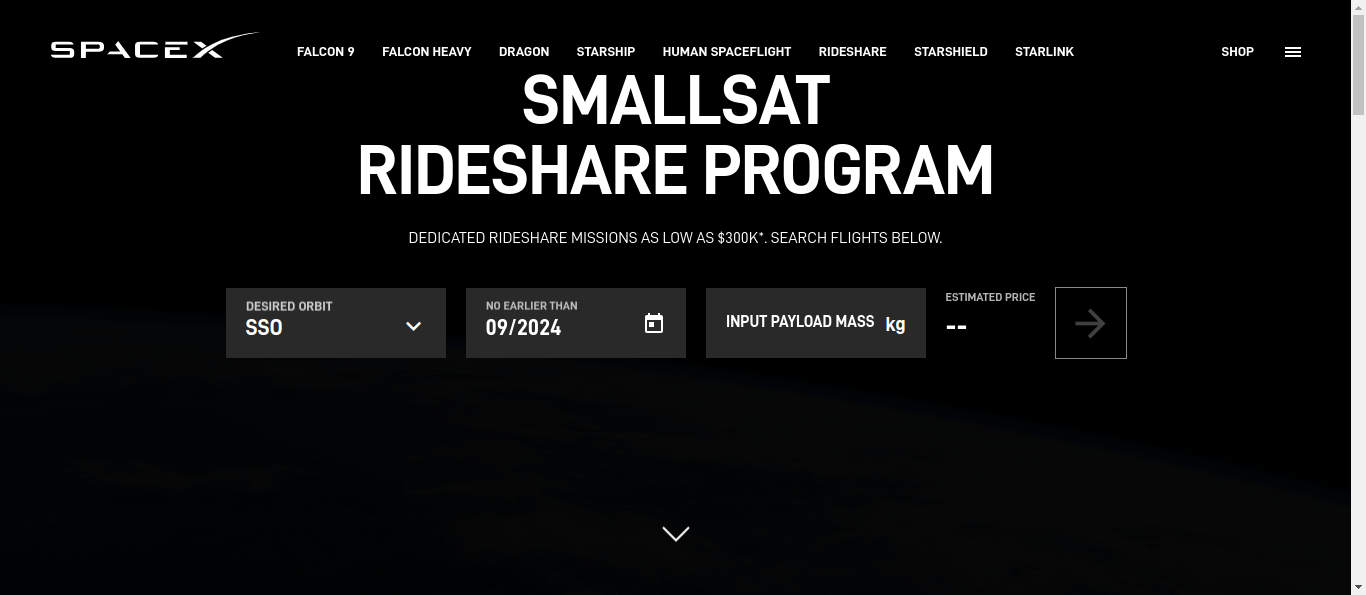 SPACEX
FALCON 9
FALCON HEAVY
DRAGON
STARSHIP
HUMAN SPACEFLIGHT
RIDESHARE
STARSHIELD
STARLINK
SHOP
SMALLSAT
RIDESHARE PROGRAM
DEDICATED RIDESHARE MISSIONS AS LOW AS $300K*. SEARCH FLIGHTS BELOW.
DESIRED ORBIT
SSO
NO EARLIER THAN
09/2024
INPUT PAYLOAD MASS kg
ESTIMATED PRICE
--